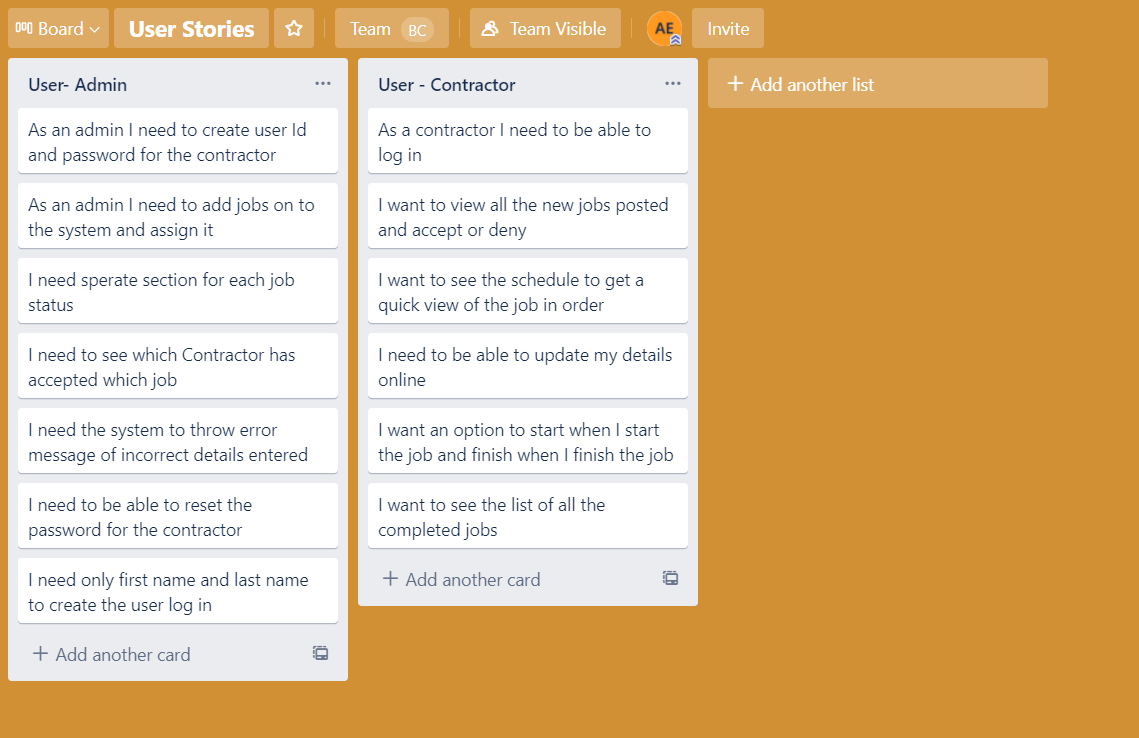 Board
User Stories
Team BC
Team Visible
AE
Invite
User- Admin
As an admin I need to create user Id
and password for the contractor
As an admin I need to add jobs on to
the system and assign it
I need sperate section for each job
status
I need to see which Contractor has
accepted which job
I need the system to throw error
message of incorrect details entered
I need to be able to reset the
password for the contractor
I need only first name and last name
to create the user log in
+ Add another card
User - Contractor
As a contractor I need to be able to
log in
I want to view all the new jobs posted
and accept or deny
I want to see the schedule to get a
quick view of the job in order
I need to be able to update my details
online
I want an option to start when I start
the job and finish when I finish the job
I want to see the list of all the
completed jobs
+ Add another card
+ Add another list